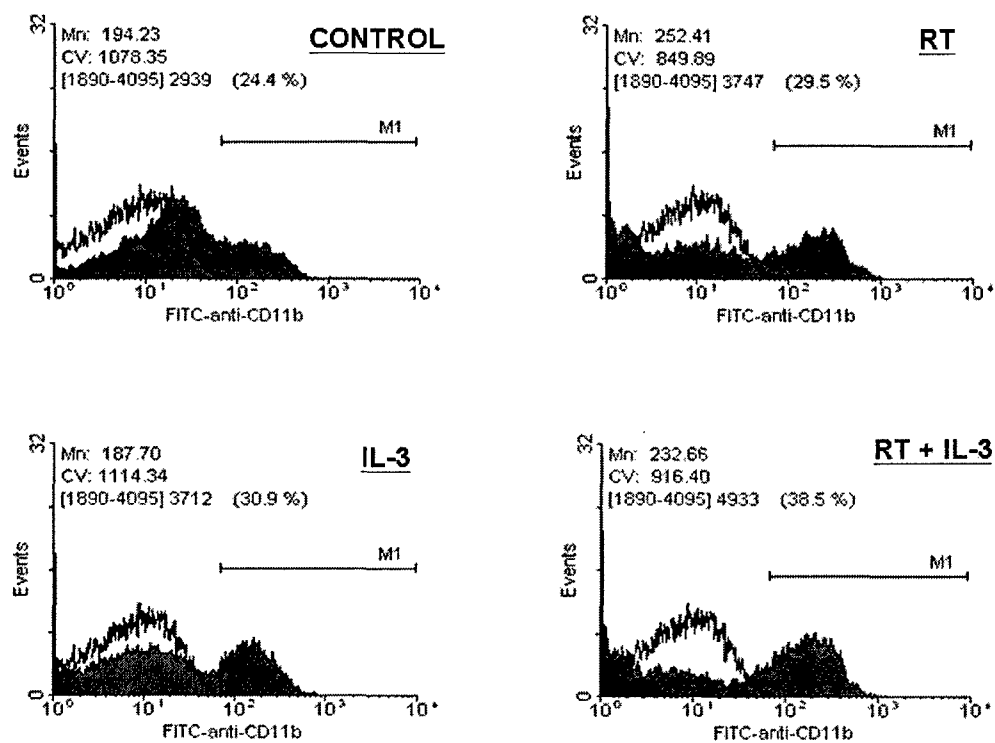 CONTROL
32
Mn: 194.23
CV: 1078.35
[1890-4095] 2939 (24.4 %)
M1
Events
0
10⁰ 10¹ 10² 10³ 10⁴
FITC-anti-CD11b
RT
32
Mn: 252.41
CV: 849.89
[1890-4095] 3747 (29.5 %)
M1
Events
0
10⁰ 10¹ 10² 10³ 10⁴
FITC-anti-CD11b
IL-3
32
Mn: 187.70
CV: 1114.34
[1890-4095] 3712 (30.9 %)
M1
Events
0
10⁰ 10¹ 10² 10³ 10⁴
FITC-anti-CD11b
RT + IL-3
32
Mn: 232.66
CV: 916.40
[1890-4095] 4933 (38.5 %)
M1
Events
0
10⁰ 10¹ 10² 10³ 10⁴
FITC-anti-CD11b